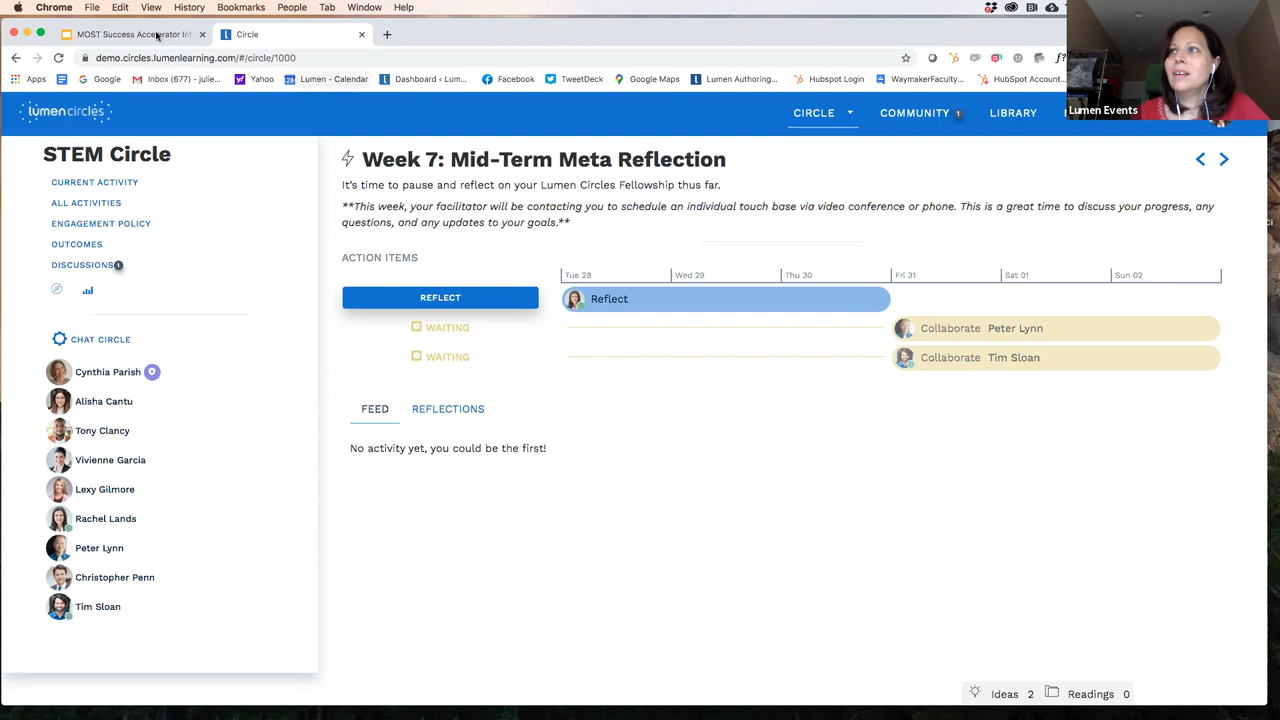 Chrome File Edit View History Bookmarks People Tab Window Help
MOST Success Accelerator Inf
Circle
demo.circles.lumenlearning.com/#/circle/1000
Apps Google Inbox (677) - julie... Yahoo Lumen - Calendar Dashboard < Lum... Facebook TweetDeck Google Maps Lumen Authoring... Hubspot Login WaymakerFaculty... HubSpot Account...
Lumen Events
lumen circles
CIRCLE COMMUNITY 1 LIBRARY
STEM Circle
CURRENT ACTIVITY
ALL ACTIVITIES
ENGAGEMENT POLICY
OUTCOMES
DISCUSSIONS 1
CHAT CIRCLE
Cynthia Parish
Alisha Cantu
Tony Clancy
Vivienne Garcia
Lexy Gilmore
Rachel Lands
Peter Lynn
Christopher Penn
Tim Sloan
Week 7: Mid-Term Meta Reflection
It's time to pause and reflect on your Lumen Circles Fellowship thus far.
**This week, your facilitator will be contacting you to schedule an individual touch base via video conference or phone. This is a great time to discuss your progress, any
questions, and any updates to your goals.**
ACTION ITEMS
Tue 28 Wed 29 Thu 30 Fri 31 Sat 01 Sun 02
REFLECT Reflect
WAITING Collaborate Peter Lynn
WAITING Collaborate Tim Sloan
FEED REFLECTIONS
No activity yet, you could be the first!
Ideas 2 Readings 0